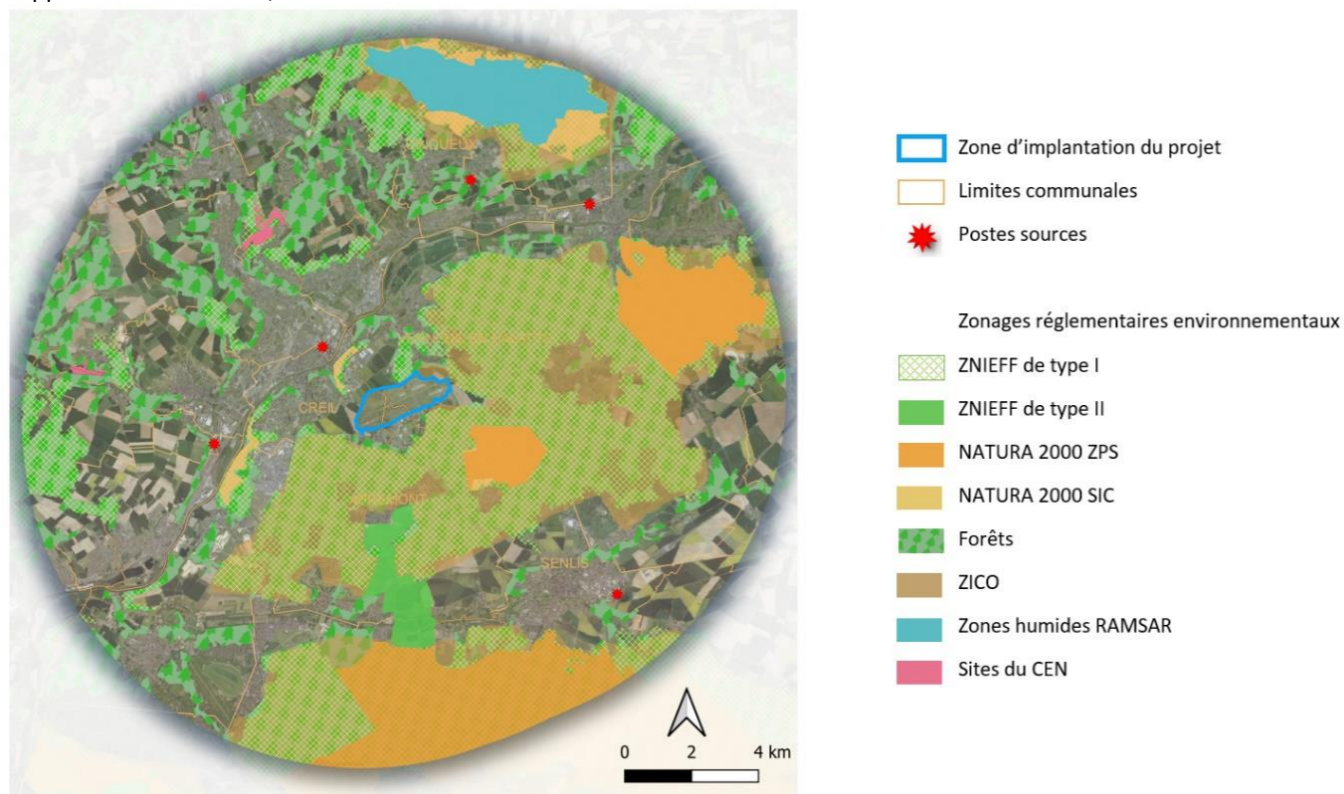 CREIL
SENLIS
0 2 4 km
Zone d'implantation du projet
Limites communales
Postes sources
Zonages réglementaires environnementaux
ZNIEFF de type I
ZNIEFF de type II
NATURA 2000 ZPS
NATURA 2000 SIC
Forêts
ZICO
Zones humides RAMSAR
Sites du CEN